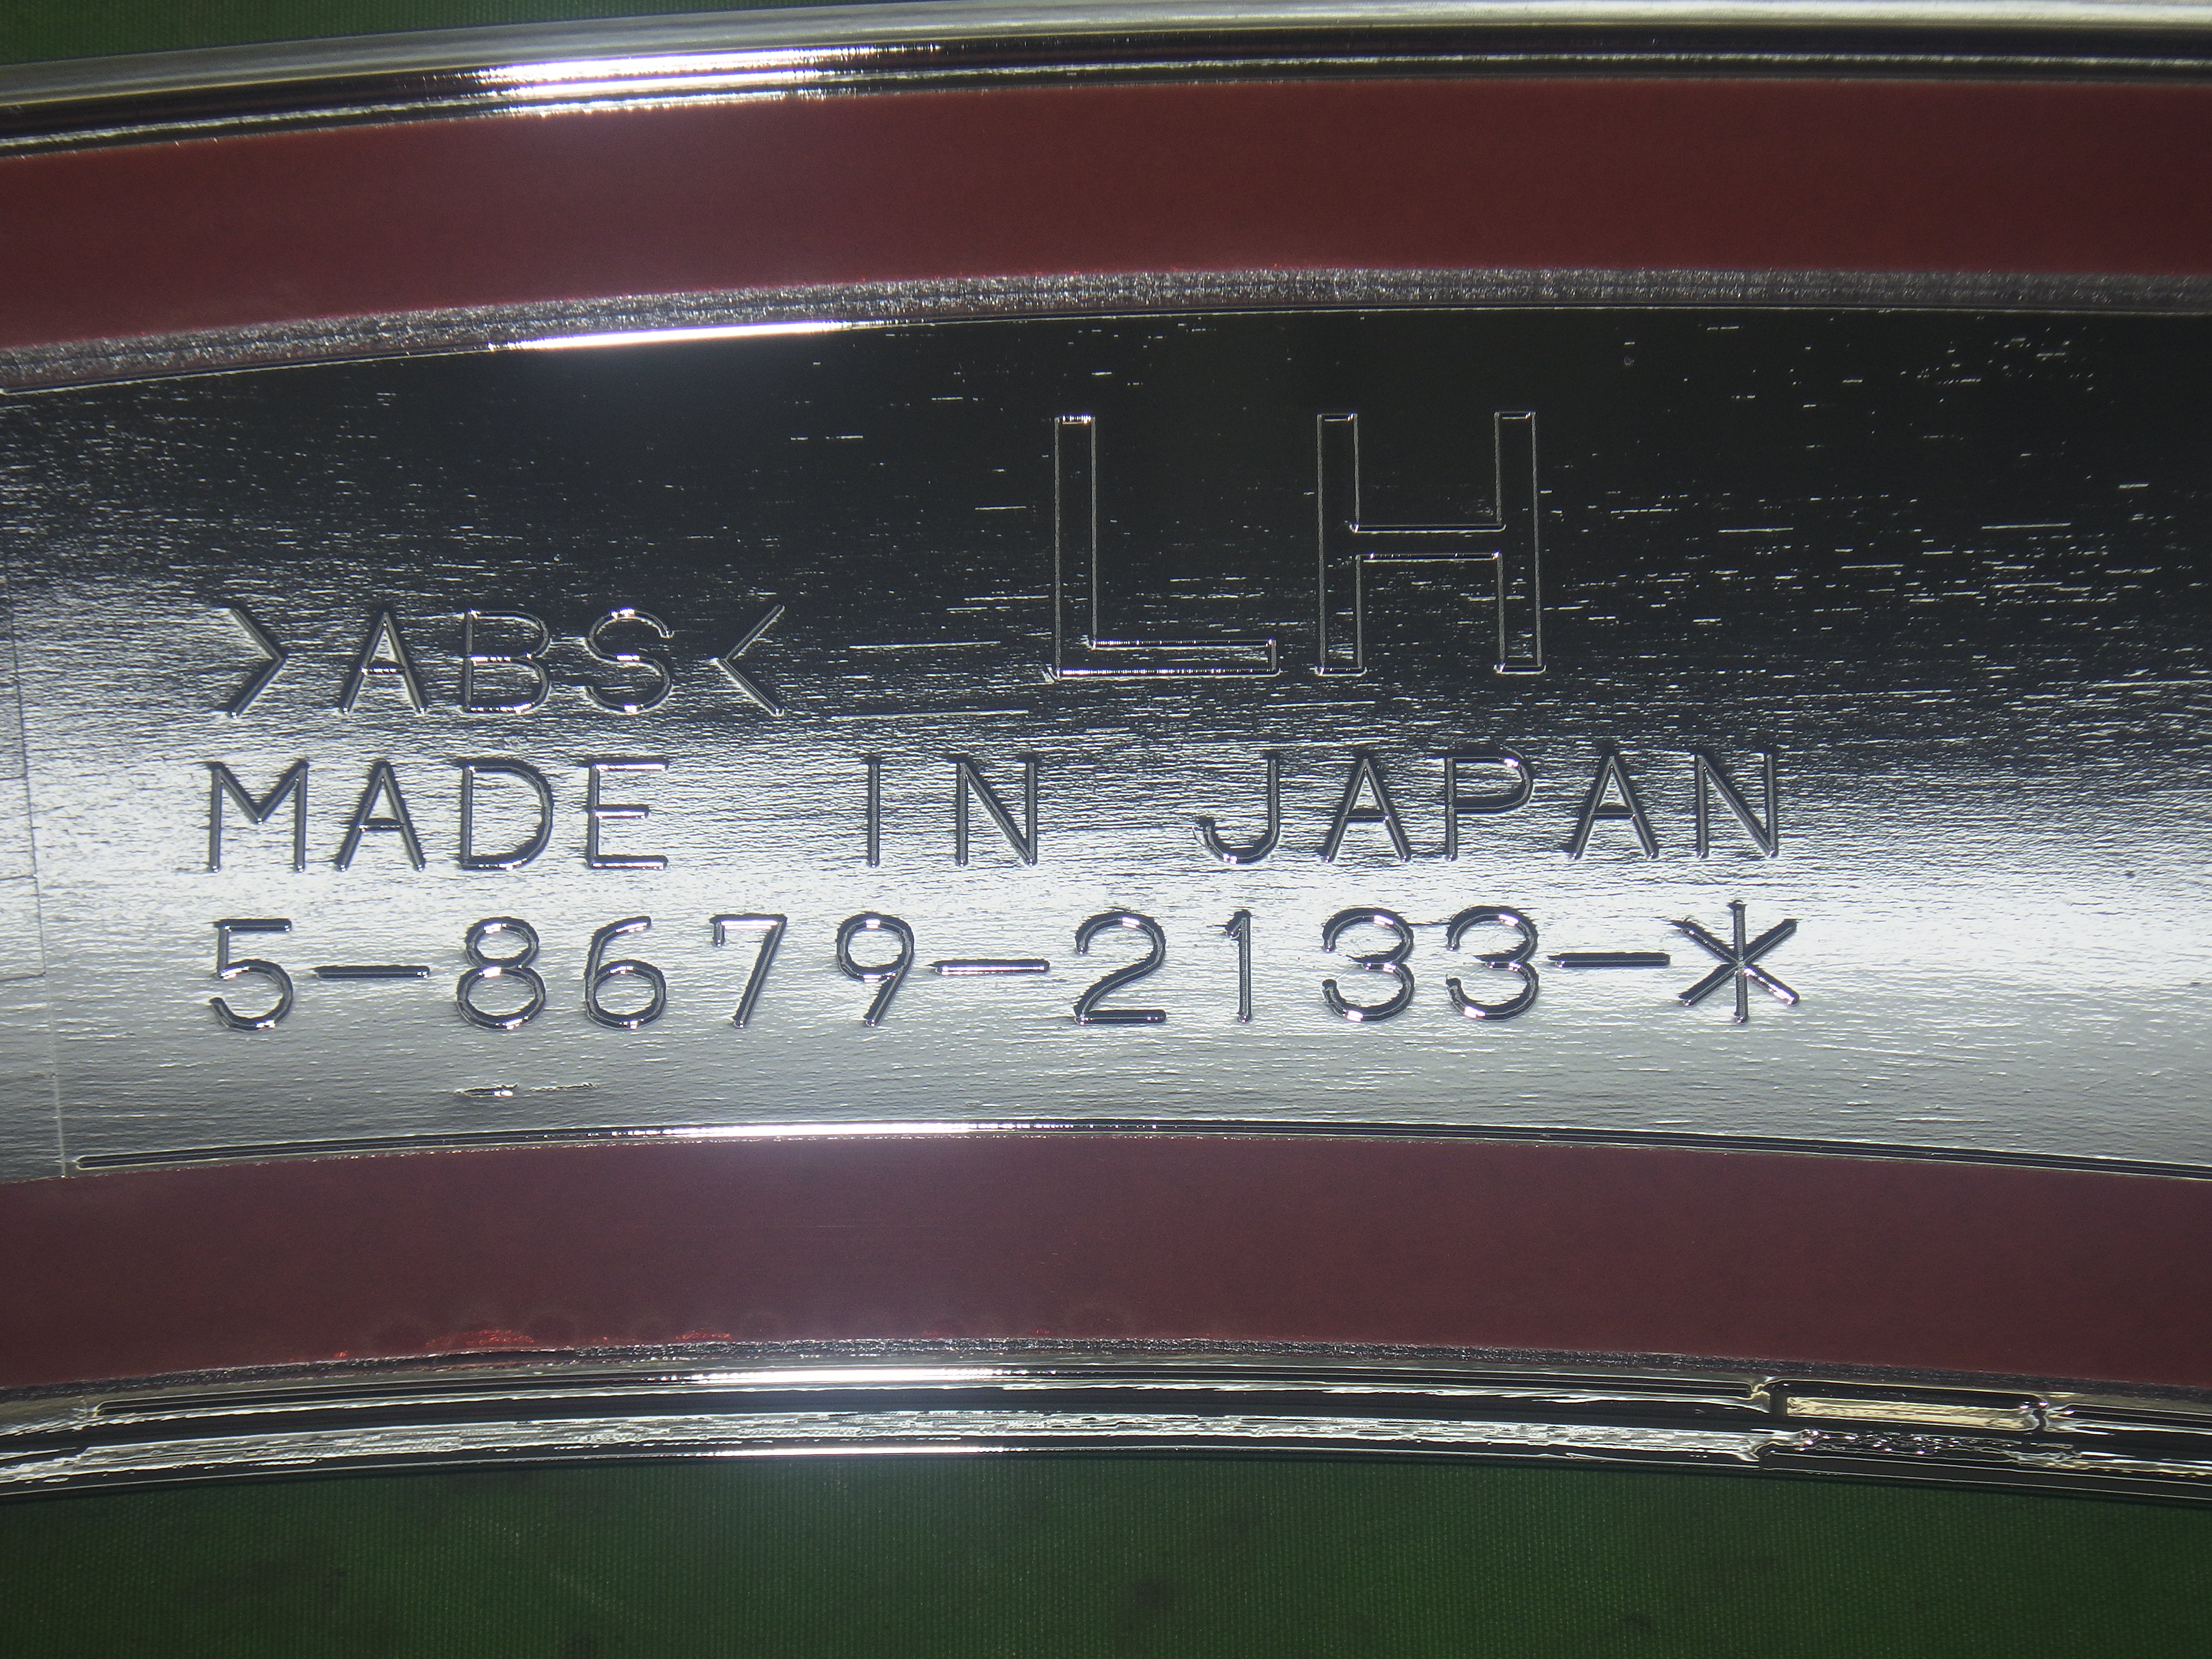 LH
>ABS<
MADE IN JAPAN
5-8679-2133-*